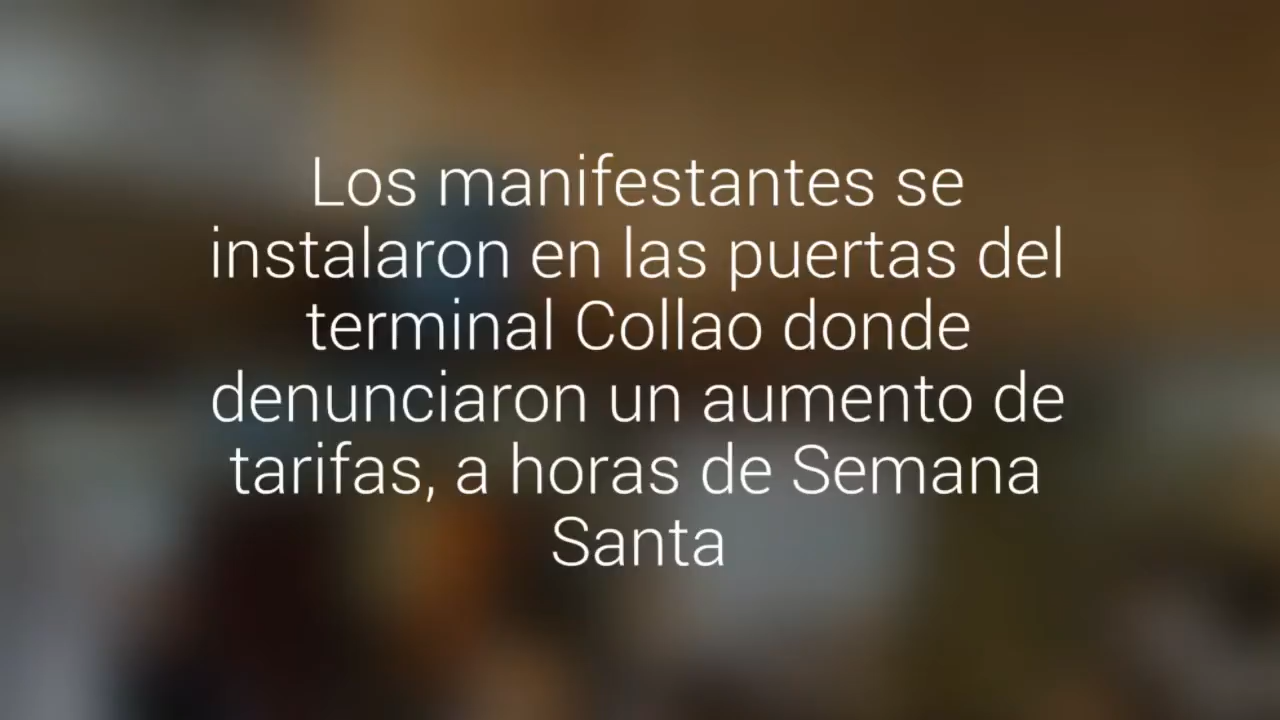 Los manifestantes se
instalaron en las puertas del
terminal Collao donde
denunciaron un aumento de
tarifas, a horas de Semana
Santa